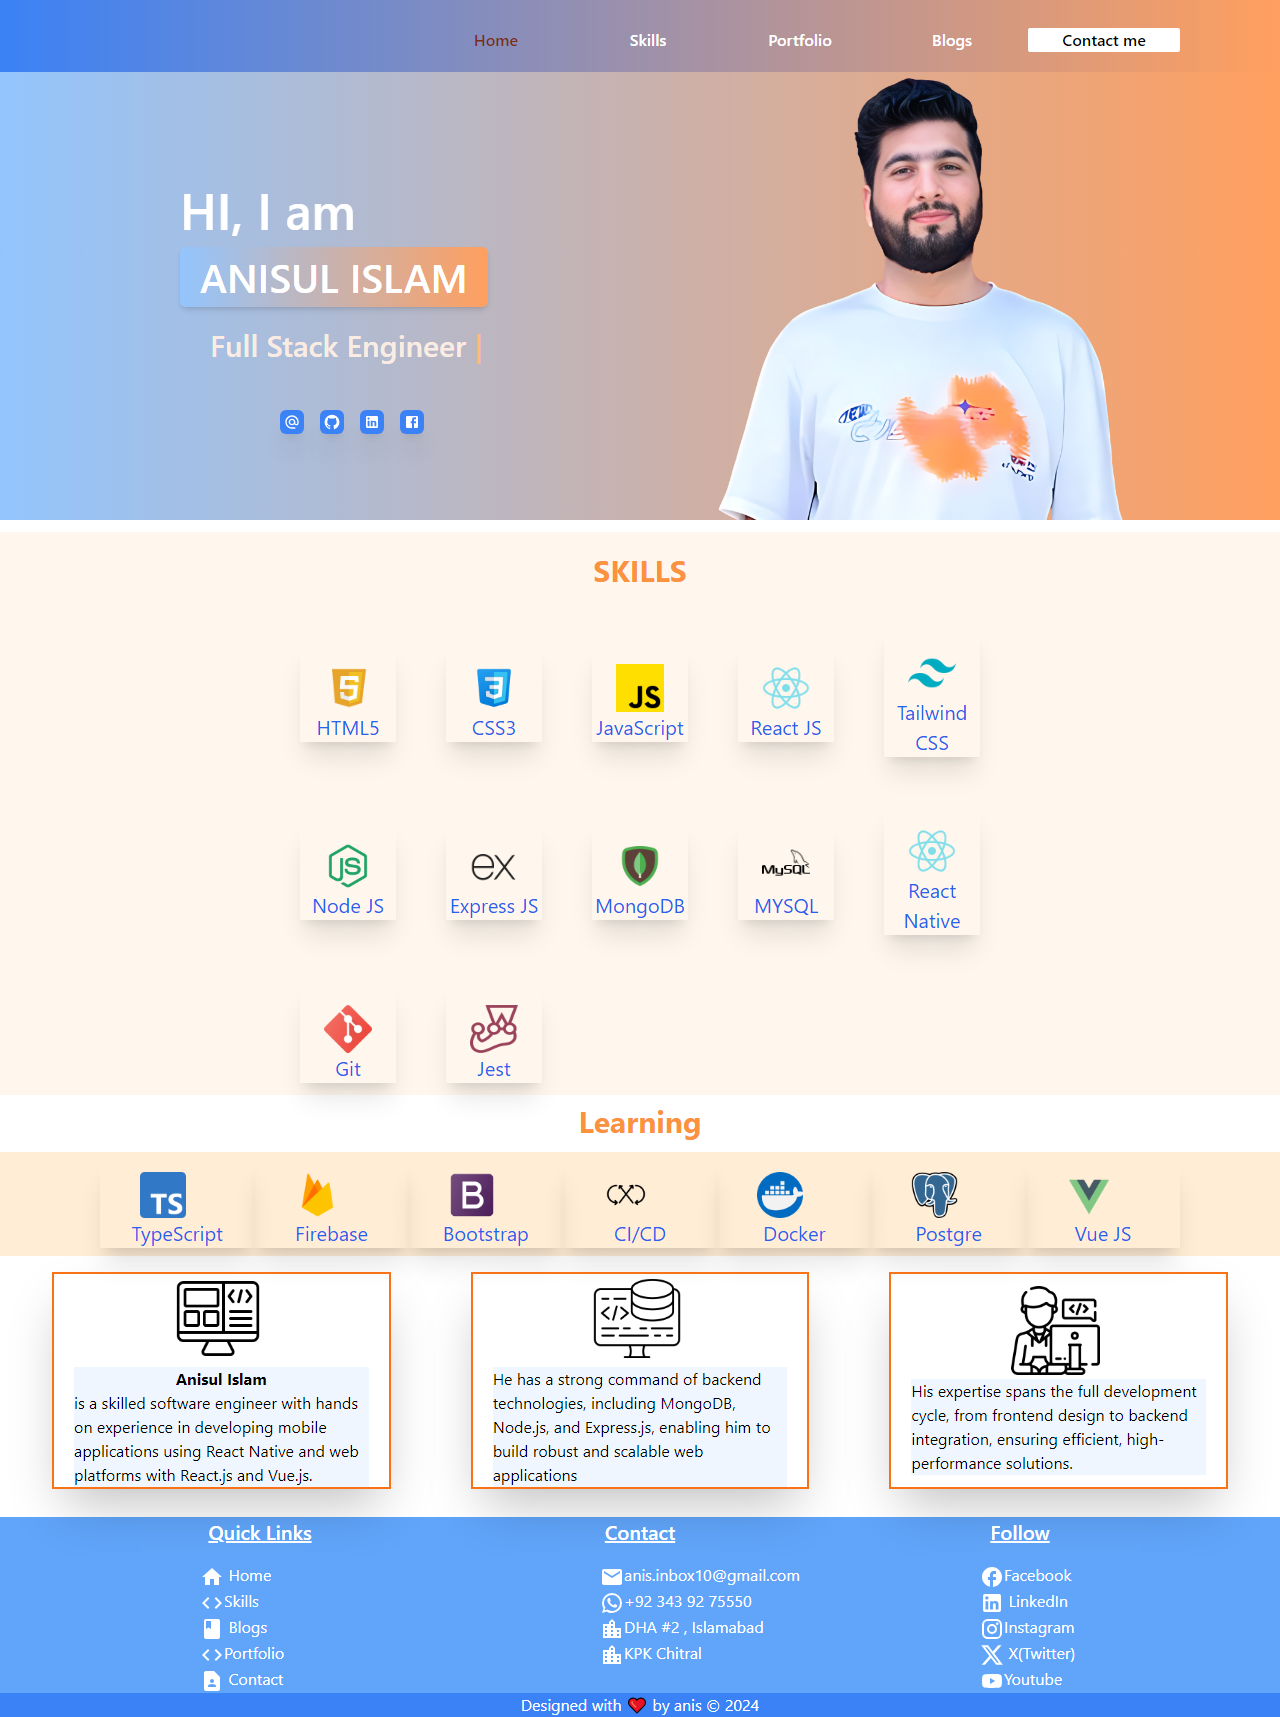 Home Skills Portfolio Blogs Contact me
HI, I am
ANISUL ISLAM
Full Stack Engineer |
SKILLS
HTML5 CSS3 JavaScript React JS Tailwind CSS
JS
Node JS Express JS MongoDB MYSQL React Native
JS
ex
MySQL
Git Jest
Learning
TS
B
TypeScript Firebase Bootstrap CI/CD Docker Postgre Vue JS
Anisul Islam
is a skilled software engineer with hands
on experience in developing mobile
applications using React Native and web
platforms with React.js and Vue.js.
He has a strong command of backend
technologies, including MongoDB,
Node.js, and Express.js, enabling him to
build robust and scalable web
applications
His expertise spans the full development
cycle, from frontend design to backend
integration, ensuring efficient, high-
performance solutions.
Quick Links
Home
Skills
Blogs
Portfolio
Contact
Contact
anis.inbox10@gmail.com
+92 343 92 75550
DHA #2 , Islamabad
KPK Chitral
Follow
Facebook
LinkedIn
Instagram
X(Twitter)
Youtube
Designed with ❤ by anis © 2024